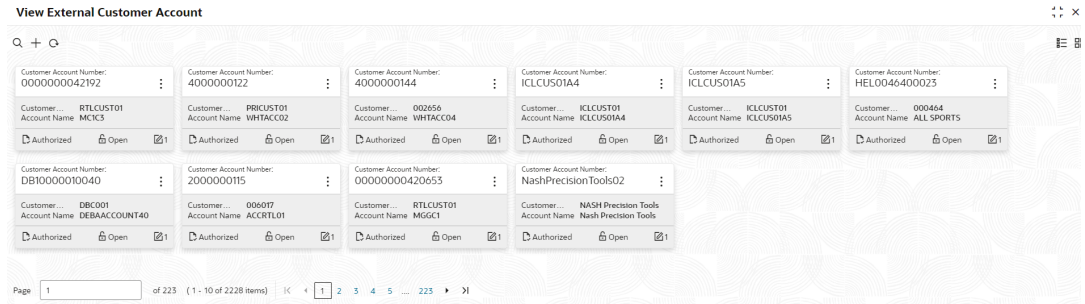 View External Customer Account
Customer Account Number: Customer Account Number: Customer Account Number: Customer Account Number: Customer Account Number: Customer Account Number:
0000000042192 4000000122 4000000144 ICLCUS01A4 ICLCUS01A5 HEL0046400023
Customer... RTLCUST01 Customer... PRICUST01 Customer... 002656 Customer... ICLCUST01 Customer... ICLCUST01 Customer... 000464
Account Name MC1C3 Account Name WHTACC02 Account Name WHTACC04 Account Name ICLCUS01A4 Account Name ICLCUS01A5 Account Name ALL SPORTS
Authorized Open 1 Authorized Open 1 Authorized Open 1 Authorized Open 1 Authorized Open 1 Authorized Open 1
Customer Account Number: Customer Account Number: Customer Account Number: Customer Account Number:
DB10000010040 2000000115 00000000420653 NashPrecisionTools02
Customer... DBC001 Customer... 006017 Customer... RTLCUST01 Customer... NASH Precision Tools
Account Name DEBAACCOUNT40 Account Name ACCRTL01 Account Name MGGC1 Account Name Nash Precision Tools
Authorized Open 1 Authorized Open 1 Authorized Open 1 Authorized Open 1
Page 1 of 223 (1 - 10 of 2228 items) 1 2 3 4 5 ... 223